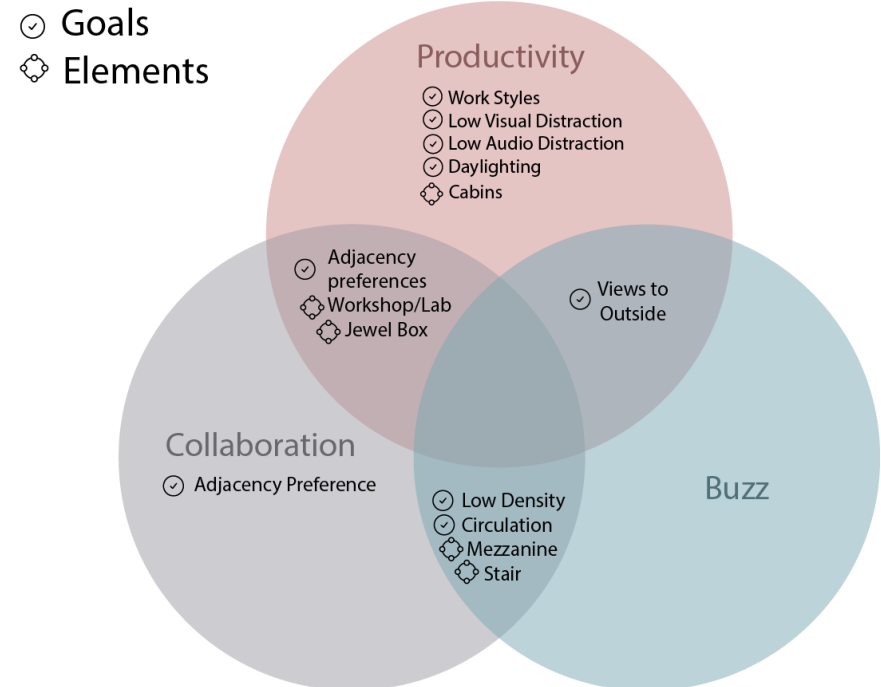 Goals
Elements
Productivity
Work Styles
Low Visual Distraction
Low Audio Distraction
Daylighting
Cabins
Adjacency
preferences
Workshop/Lab
Jewel Box
Views to
Outside
Collaboration
Adjacency Preference
Buzz
Low Density
Circulation
Mezzanine
Stair